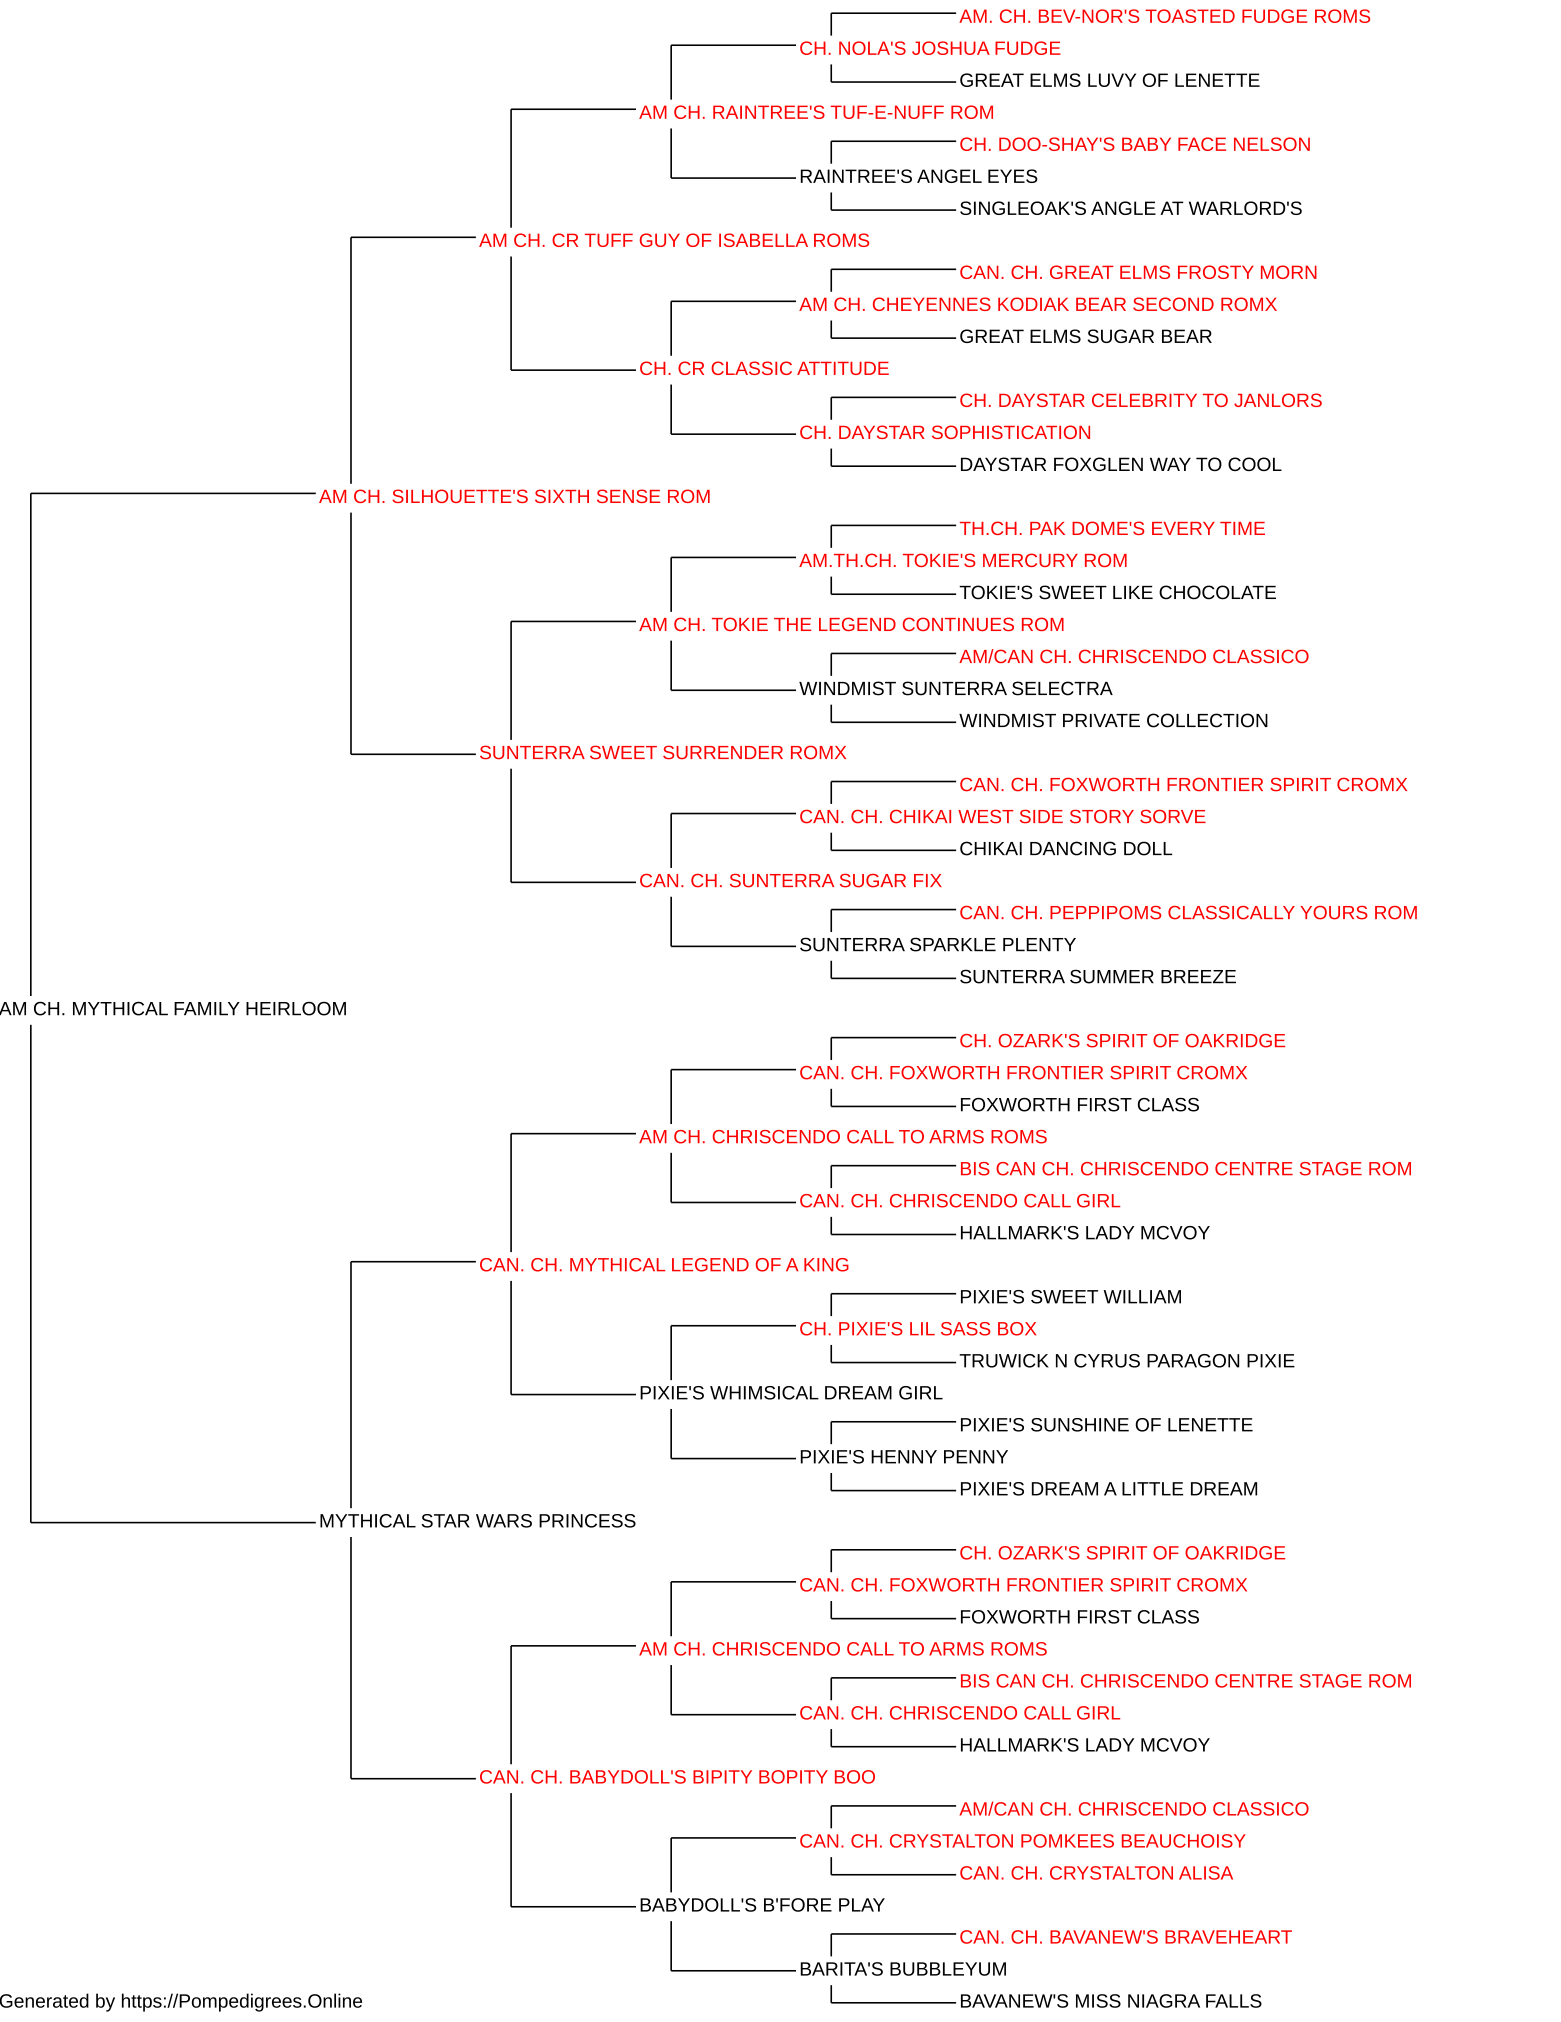 AM. CH. BEV-NOR'S TOASTED FUDGE ROMS
CH. NOLA'S JOSHUA FUDGE
GREAT ELMS LUVY OF LENETTE
AM CH. RAINTREE'S TUF-E-NUFF ROM
CH. DOO-SHAY'S BABY FACE NELSON
RAINTREE'S ANGEL EYES
SINGLEOAK'S ANGLE AT WARLORD'S
AM CH. CR TUFF GUY OF ISABELLA ROMS
CAN. CH. GREAT ELMS FROSTY MORN
AM CH. CHEYENNES KODIAK BEAR SECOND ROMX
GREAT ELMS SUGAR BEAR
CH. CR CLASSIC ATTITUDE
CH. DAYSTAR CELEBRITY TO JANLORS
CH. DAYSTAR SOPHISTICATION
DAYSTAR FOXGLEN WAY TO COOL
AM CH. SILHOUETTE'S SIXTH SENSE ROM
TH.CH. PAK DOME'S EVERY TIME
AM.TH.CH. TOKIE'S MERCURY ROM
TOKIE'S SWEET LIKE CHOCOLATE
AM CH. TOKIE THE LEGEND CONTINUES ROM
AM/CAN CH. CHRISCENDO CLASSICO
WINDMIST SUNTERRA SELECTRA
WINDMIST PRIVATE COLLECTION
SUNTERRA SWEET SURRENDER ROMX
CAN. CH. FOXWORTH FRONTIER SPIRIT CROMX
CAN. CH. CHIKAI WEST SIDE STORY SORVE
CHIKAI DANCING DOLL
CAN. CH. SUNTERRA SUGAR FIX
CAN. CH. PEPPIPOMS CLASSICALLY YOURS ROM
SUNTERRA SPARKLE PLENTY
SUNTERRA SUMMER BREEZE
AM CH. MYTHICAL FAMILY HEIRLOOM
CH. OZARK'S SPIRIT OF OAKRIDGE
CAN. CH. FOXWORTH FRONTIER SPIRIT CROMX
FOXWORTH FIRST CLASS
AM CH. CHRISCENDO CALL TO ARMS ROMS
BIS CAN CH. CHRISCENDO CENTRE STAGE ROM
CAN. CH. CHRISCENDO CALL GIRL
HALLMARK'S LADY MCVOY
CAN. CH. MYTHICAL LEGEND OF A KING
PIXIE'S SWEET WILLIAM
CH. PIXIE'S LIL SASS BOX
TRUWICK N CYRUS PARAGON PIXIE
PIXIE'S WHIMSICAL DREAM GIRL
PIXIE'S SUNSHINE OF LENETTE
PIXIE'S HENNY PENNY
PIXIE'S DREAM A LITTLE DREAM
MYTHICAL STAR WARS PRINCESS
CH. OZARK'S SPIRIT OF OAKRIDGE
CAN. CH. FOXWORTH FRONTIER SPIRIT CROMX
FOXWORTH FIRST CLASS
AM CH. CHRISCENDO CALL TO ARMS ROMS
BIS CAN CH. CHRISCENDO CENTRE STAGE ROM
CAN. CH. CHRISCENDO CALL GIRL
HALLMARK'S LADY MCVOY
CAN. CH. BABYDOLL'S BIPITY BOPITY BOO
AM/CAN CH. CHRISCENDO CLASSICO
CAN. CH. CRYSTALTON POMKEES BEAUCHOISY
CAN. CH. CRYSTALTON ALISA
BABYDOLL'S B'FORE PLAY
CAN. CH. BAVANEW'S BRAVEHEART
BARITA'S BUBBLEYUM
BAVANEW'S MISS NIAGRA FALLS
Generated by https://Pompedigrees.Online